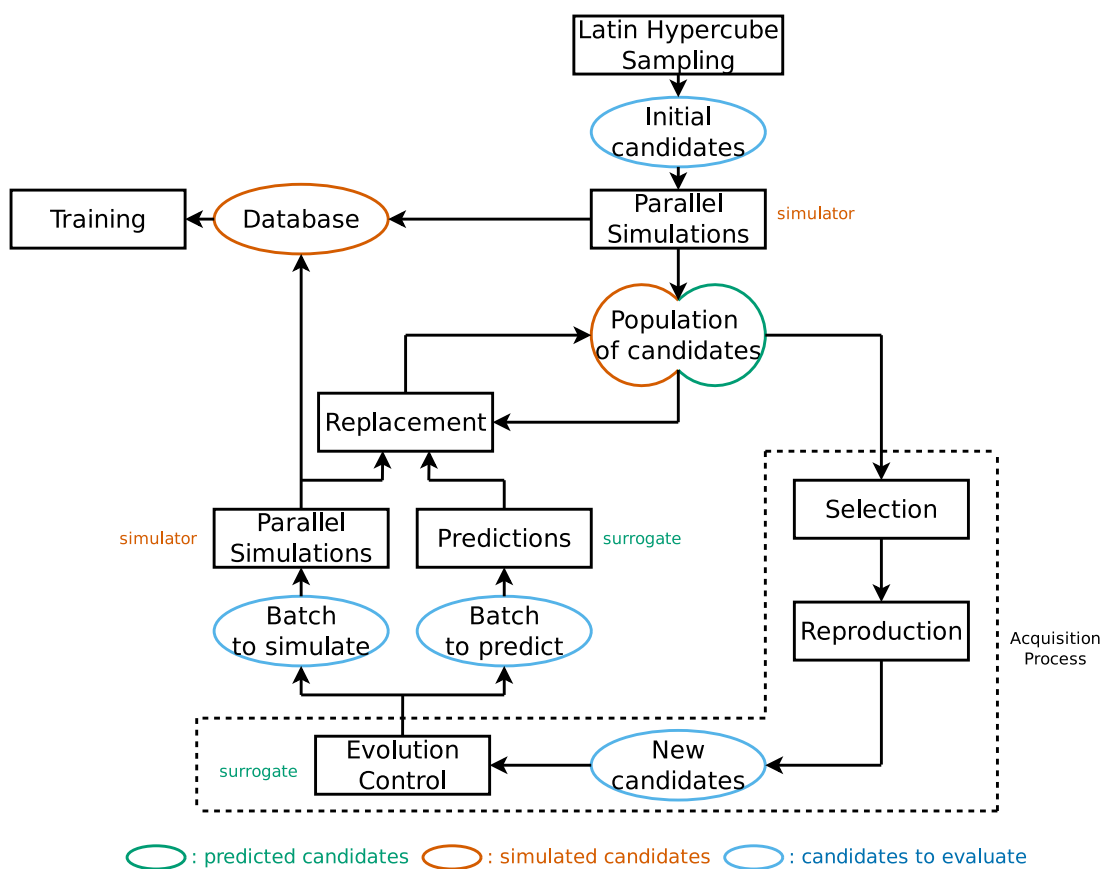 Latin Hypercube
Sampling
Initial
candidates
Parallel
Simulations
simulator
Training
Database
Population
of candidates
Replacement
Selection
simulator
Parallel
Simulations
Predictions
surrogate
Reproduction
Acquisition
Process
Batch
to simulate
Batch
to predict
surrogate
Evolution
Control
New
candidates
: predicted candidates
: simulated candidates
: candidates to evaluate